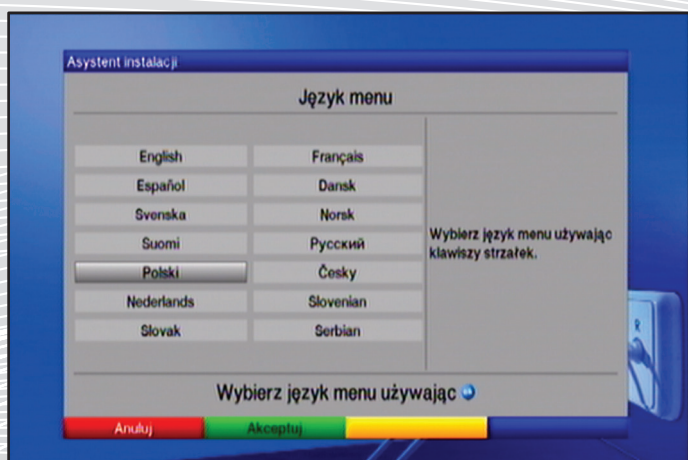 Asystent instalacji
Język menu
English Français
Español Dansk
Svenska Norsk
Suomi Русский
Polski Česky
Nederlands Slovenian
Slovak Serbian
Wybierz język menu używając
klawiszy strzałek.
Wybierz język menu używając
Anuluj Akceptuj
R